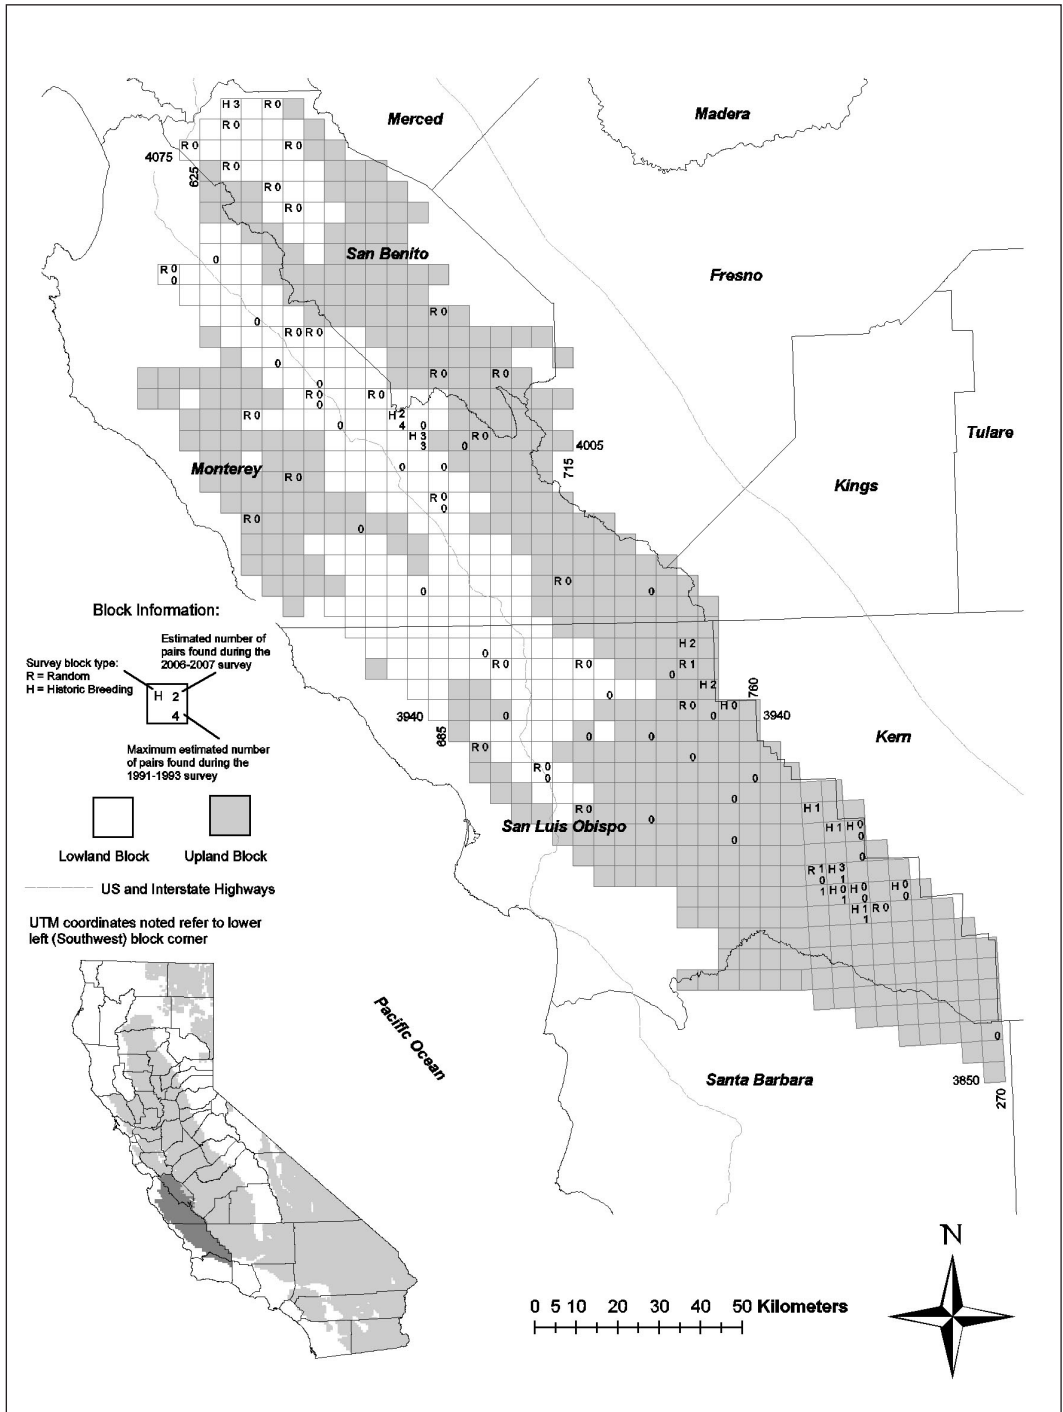 H 3 R 0
R 0
Merced
Madera
R 0 R 0
4075
625
R 0
R 0
R 0
San Benito
0
R 0
0
Fresno
R 0
0
R 0 R 0
0
R 0 R 0
0
R 0 R 0
0
R 0
H 2
4
0
0
H 3
3
R 0
0
4005
715
Tulare
Monterey
0 0
R 0
R 0
0
Kings
R 0
0
R 0
0
0
Block Information:
Estimated number of
pairs found during the
2006-2007 survey
Survey block type:
R = Random
H = Historic Breeding
H 2
4
Maximum estimated number
of pairs found during the
1991-1993 survey
H 2
0
R 0 R 0 R 1
0
H 2
0
760
R 0 H 0
3940
0
0
3940
685
Kern
0 0
R 0
0
R 0
0
0
0
R 0
H 1
San Luis Obispo
0
H 1 H 0
0
0
0
R 1 H 3
0 1
H 0 H 0 H 0
1 1 0 0
H 1 R 0
1
Lowland Block Upland Block
US and Interstate Highways
UTM coordinates noted refer to lower
left (Southwest) block corner
Pacific Ocean
0
Santa Barbara
3850
270
N
0 5 10 20 30 40 50 Kilometers